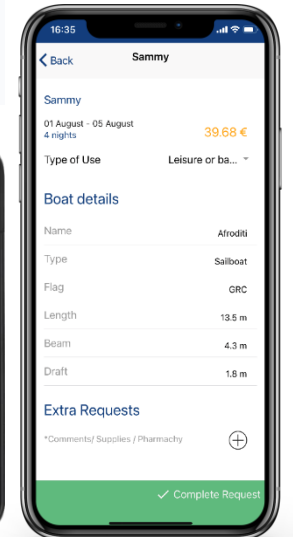 16:35
Back
Sammy
Sammy
01 August - 05 August
4 nights
39.68 €
Type of Use Leisure or ba...
Boat details
Name Afroditi
Type Sailboat
Flag GRC
Length 13.5 m
Beam 4.3 m
Draft 1.8 m
Extra Requests
*Comments/ Supplies / Pharmachy
Complete Request